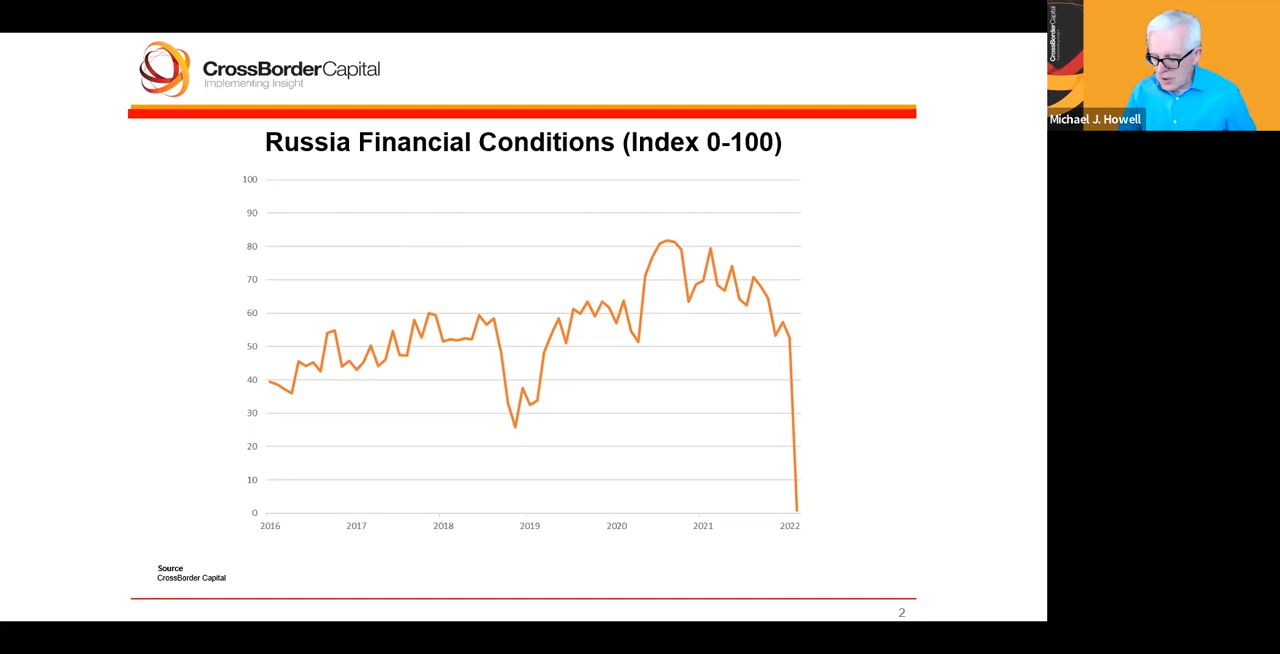 CrossBorderCapital
Implementing Insight
Russia Financial Conditions (Index 0-100)
100
90
80
70
60
50
40
30
20
10
0
2016 2017 2018 2019 2020 2021 2022
Source
CrossBorder Capital
2
CrossBorderCapital
Michael J. Howell